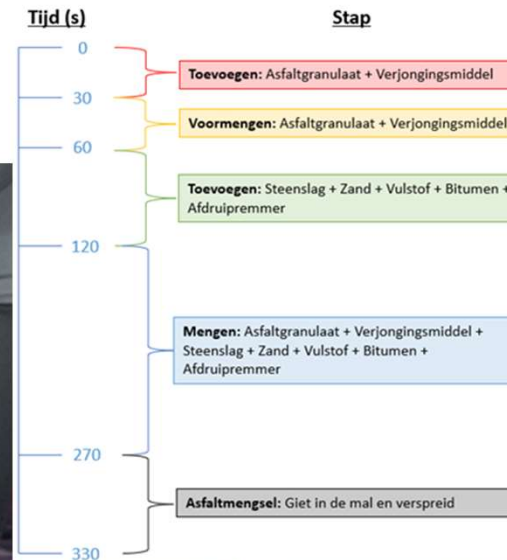 Tijd (s)
Stap
0
Toevoegen: Asfaltgranulaat + Verjongingsmiddel
30
Voormengen: Asfaltgranulaat + Verjongingsmiddel
60
Toevoegen: Steenslag + Zand + Vulstof + Bitumen +
Afdruipremmer
120
Mengen: Asfaltgranulaat + Verjongingsmiddel +
Steenslag + Zand + Vulstof + Bitumen +
Afdruipremmer
270
Asfaltmengsel: Giet in de mal en verspreid
330